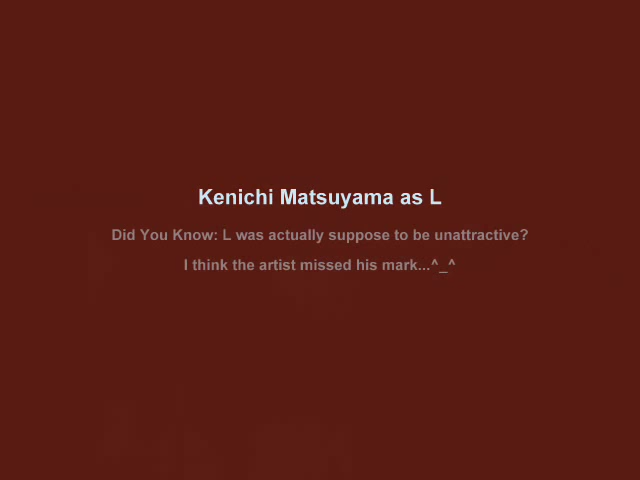 Kenichi Matsuyama as L
Did You Know: L was actually suppose to be unattractive?
I think the artist missed his mark...^_^